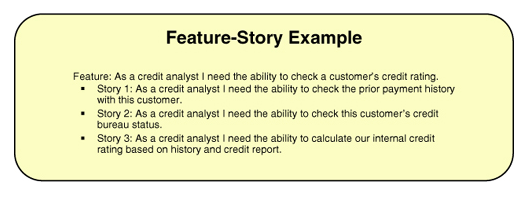 Feature-Story Example
Feature: As a credit analyst I need the ability to check a customer's credit rating.
▪ Story 1: As a credit analyst I need the ability to check the prior payment history
with this customer.
▪ Story 2: As a credit analyst I need the ability to check this customer's credit
bureau status.
▪ Story 3: As a credit analyst I need the ability to calculate our internal credit
rating based on history and credit report.